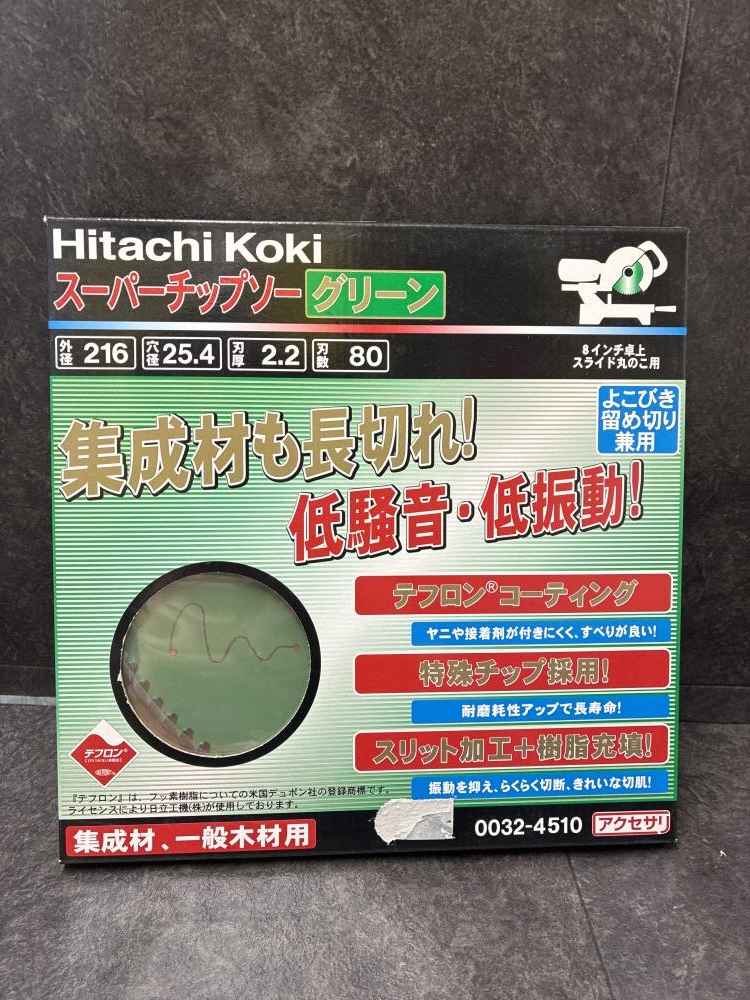 Hitachi Koki
スーパーチップソー グリーン
外径 216 穴径 25.4 刃厚 2.2 刃数 80
8インチ卓上
スライド丸のこ用
よこびき
留め切り
兼用
集成材も長切れ!
低騒音・低振動!
テフロン®コーティング
ヤニや接着剤が付きにくく、すべりが良い!
特殊チップ採用!
耐磨耗性アップで長寿命!
スリット加工+樹脂充填!
振動を抑え、らくらく切断、きれいな切肌!
テフロン®
『テフロン』は、フッ素樹脂についての米国デュポン社の登録商標です。
ライセンスにより日立工機(株)が使用しております。
集成材、一般木材用
0032-4510 アクセサ!